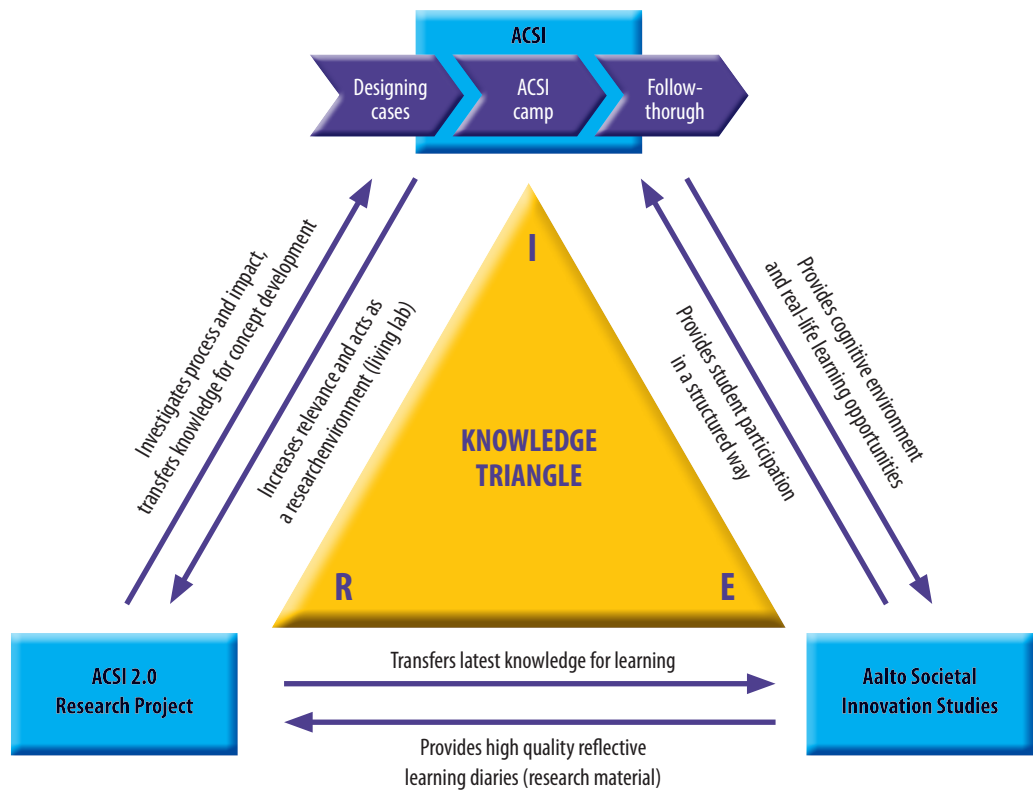 ACSI
Designing
cases
ACSI
camp
Follow-
thorugh
Investigates process and impact,
transfers knowledge for concept development
Increases relevance and acts as
a researchenvironment (living lab)
I
KNOWLEDGE
TRIANGLE
R
E
Provides student participation
in a structured way
Provides cognitive environment
and real-life learning opportunities
ACSI 2.0
Research Project
Transfers latest knowledge for learning
Provides high quality reflective
learning diaries (research material)
Aalto Societal
Innovation Studies